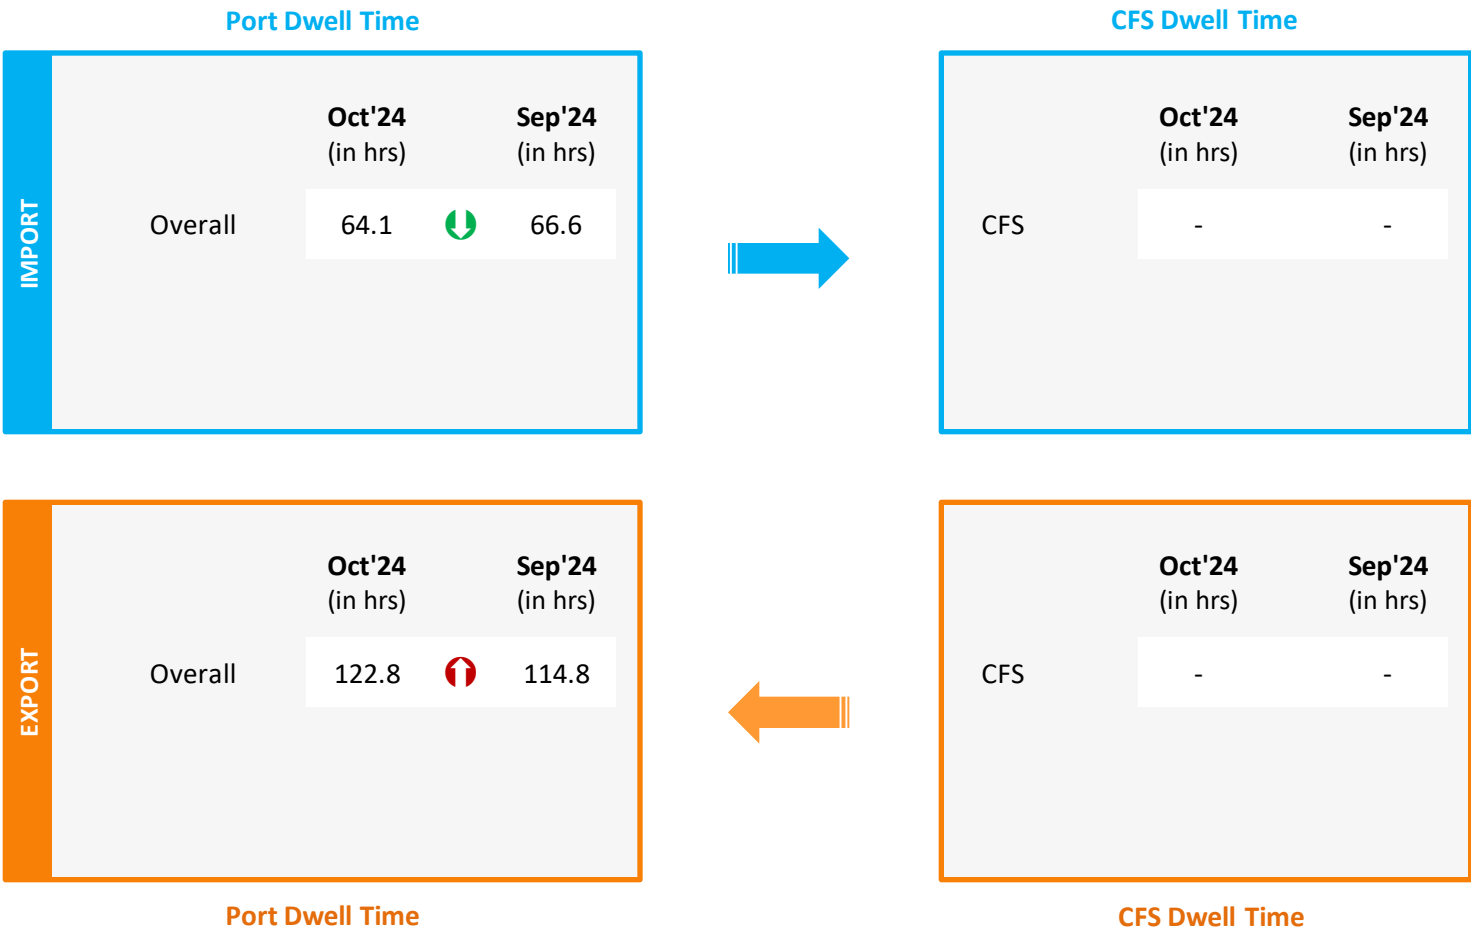 Port Dwell Time
CFS Dwell Time
IMPORT
Oct'24 Sep'24
(in hrs) (in hrs)
Overall 64.1 66.6
Oct'24 Sep'24
(in hrs) (in hrs)
CFS - -
EXPORT
Oct'24 Sep'24
(in hrs) (in hrs)
Overall 122.8 114.8
Oct'24 Sep'24
(in hrs) (in hrs)
CFS - -
Port Dwell Time
CFS Dwell Time